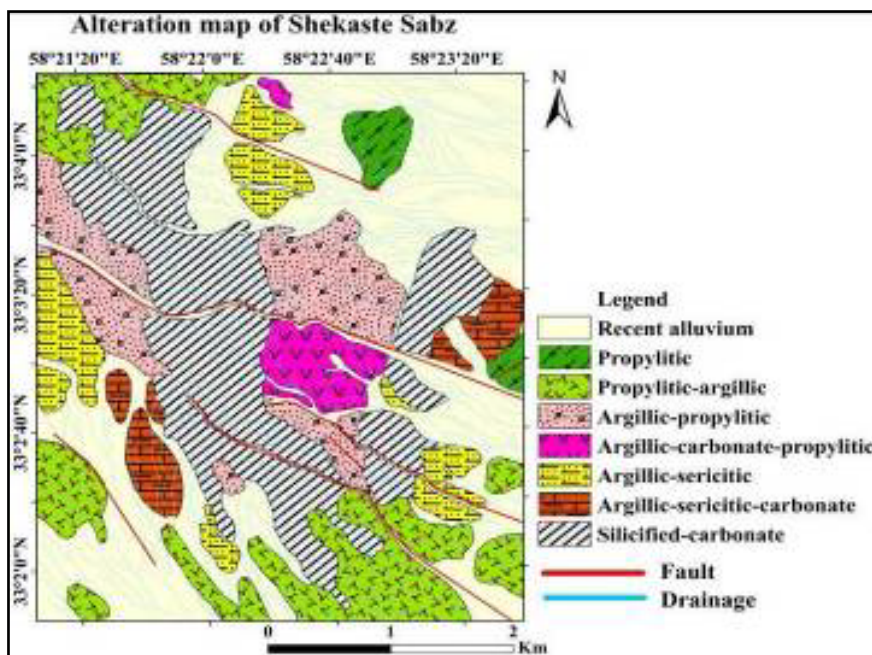 Alteration map of Shekaste Sabz
58°21'20"E 58°22'0"E 58°22'40"E 58°23'20"E
N
33°4'0"N
33°3'20"N
33°2'40"N
33°2'0"N
Legend
Recent alluvium
Propylitic
Propylitic-argillic
Argillic-propylitic
Argillic-carbonate-propylitic
Argillic-sericitic
Argillic-sericitic-carbonate
Silicified-carbonate
Fault
Drainage
0 1 2
Km